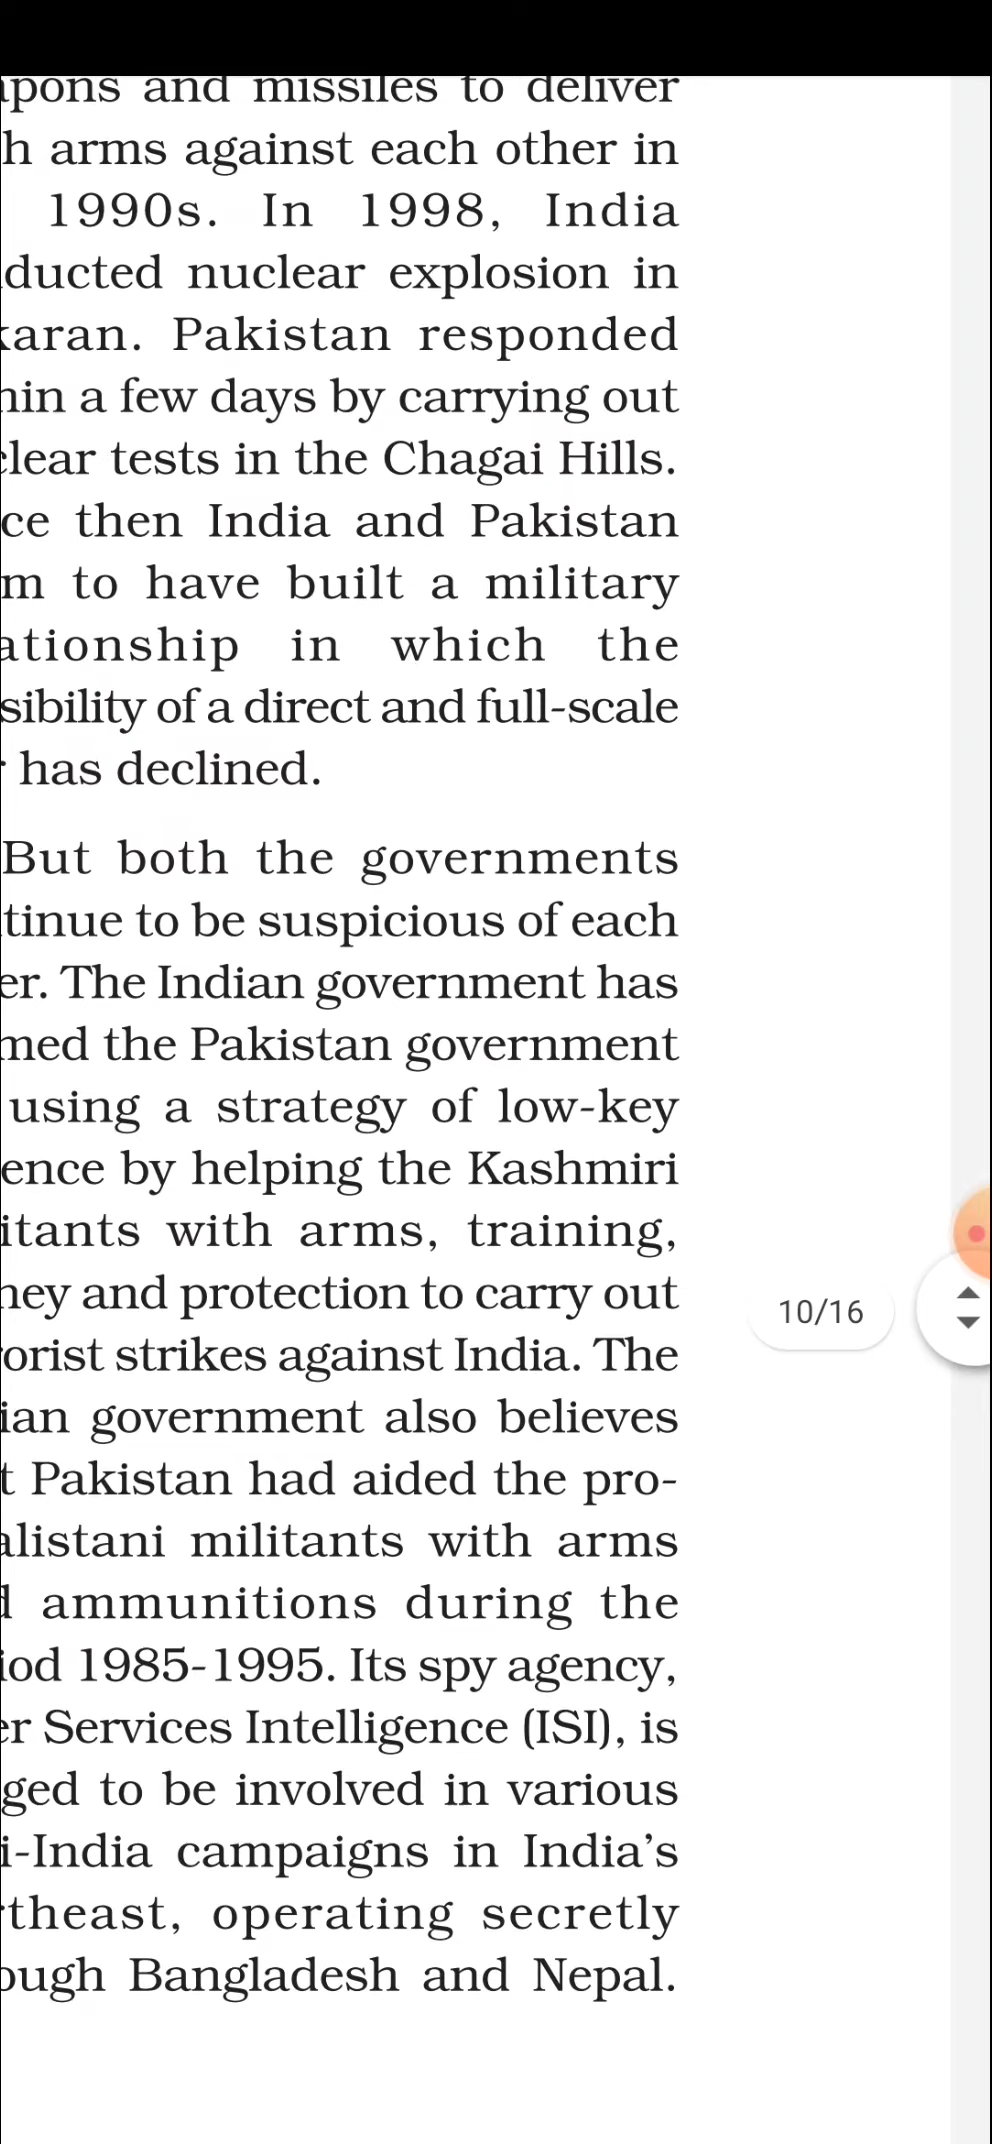 apons and missiles to deliver
h arms against each other in
1990s. In 1998, India
ducted nuclear explosion in
karan. Pakistan responded
hin a few days by carrying out
clear tests in the Chagai Hills.
ce then India and Pakistan
m to have built a military
ationship in which the
sibility of a direct and full-scale
r has declined.
But both the governments
tinue to be suspicious of each
er. The Indian government has
med the Pakistan government
using a strategy of low-key
ence by helping the Kashmiri
itants with arms, training,
ney and protection to carry out
rorist strikes against India. The
ian government also believes
t Pakistan had aided the pro-
alistani militants with arms
d ammunitions during the
iod 1985-1995. Its spy agency,
er Services Intelligence (ISI), is
ged to be involved in various
i-India campaigns in India’s
rtheast, operating secretly
ough Bangladesh and Nepal.
10/16